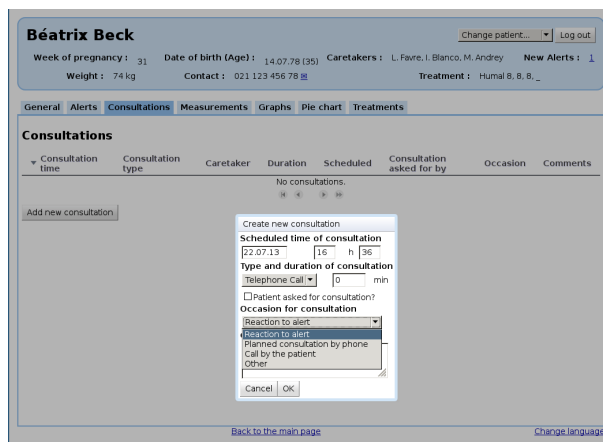 Béatrix Beck
Change patient... Log out
Week of pregnancy : 31 Date of birth (Age) : 14.07.78 (35) Caretakers : L. Favre, I. Blanco, M. Andrey New Alerts : 1
Weight : 74 kg Contact : 021 123 456 78 Treatment : Humal 8, 8, 8, _
General Alerts Consultations Measurements Graphs Pie chart Treatments
Consultations
Consultation time Consultation type Caretaker Duration Scheduled Consultation asked for by Occasion Comments
No consultations.
Add new consultation
Create new consultation
Scheduled time of consultation
22.07.13 16 h 36
Type and duration of consultation
Telephone Call 0 min
Patient asked for consultation?
Occasion for consultation
Reaction to alert
Reaction to alert
Planned consultation by phone
Call by the patient
Other
Cancel OK
Back to the main page Change language